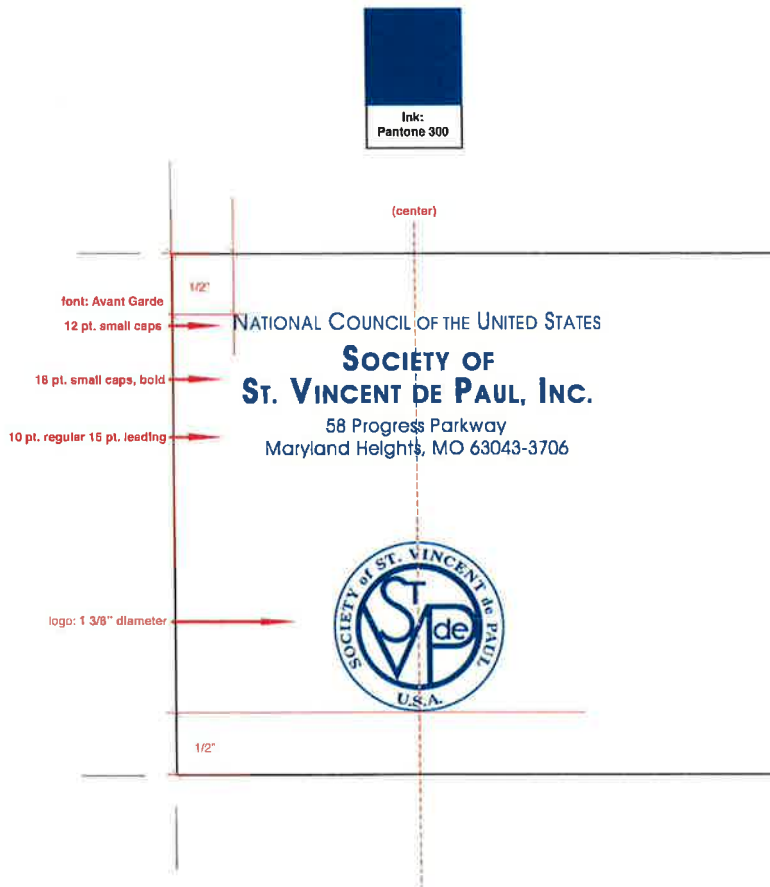 Ink:
Pantone 300
(center)
1/2"
font: Avant Garde
12 pt. small caps
NATIONAL COUNCIL OF THE UNITED STATES
18 pt. small caps, bold
SOCIETY OF
ST. VINCENT DE PAUL, INC.
10 pt. regular 15 pt. leading
58 Progress Parkway
Maryland Heights, MO 63043-3706
logo: 1 3/8" diameter
SOCIETY of ST. VINCENT de PAUL
ST
V de P
U.S.A.
1/2"